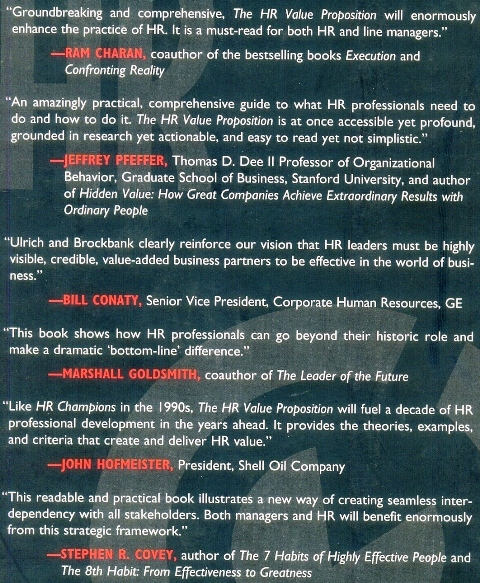 "Groundbreaking and comprehensive, The HR Value Proposition will enormously
enhance the practice of HR. It is a must-read for both HR and line managers."
—RAM CHARAN, coauthor of the bestselling books Execution and
Confronting Reality
"An amazingly practical, comprehensive guide to what HR professionals need to
do and how to do it. The HR Value Proposition is at once accessible yet profound,
grounded in research yet actionable, and easy to read yet not simplistic."
—JEFFREY PFEFFER, Thomas D. Dee II Professor of Organizational
Behavior, Graduate School of Business, Stanford University, and author
of Hidden Value: How Great Companies Achieve Extraordinary Results with
Ordinary People
"Ulrich and Brockbank clearly reinforce our vision that HR leaders must be highly
visible, credible, value-added business partners to be effective in the world of busi-
ness."
—BILL CONATY, Senior Vice President, Corporate Human Resources, GE
"This book shows how HR professionals can go beyond their historic role and
make a dramatic 'bottom-line' difference."
—MARSHALL GOLDSMITH, coauthor of The Leader of the Future
"Like HR Champions in the 1990s, The HR Value Proposition will fuel a decade of HR
professional development in the years ahead. It provides the theories, examples,
and criteria that create and deliver HR value."
—JOHN HOFMEISTER, President, Shell Oil Company
"This readable and practical book illustrates a new way of creating seamless inter-
dependency with all stakeholders. Both managers and HR will benefit enormously
from this strategic framework."
—STEPHEN R. COVEY, author of The 7 Habits of Highly Effective People and
The 8th Habit: From Effectiveness to Greatness